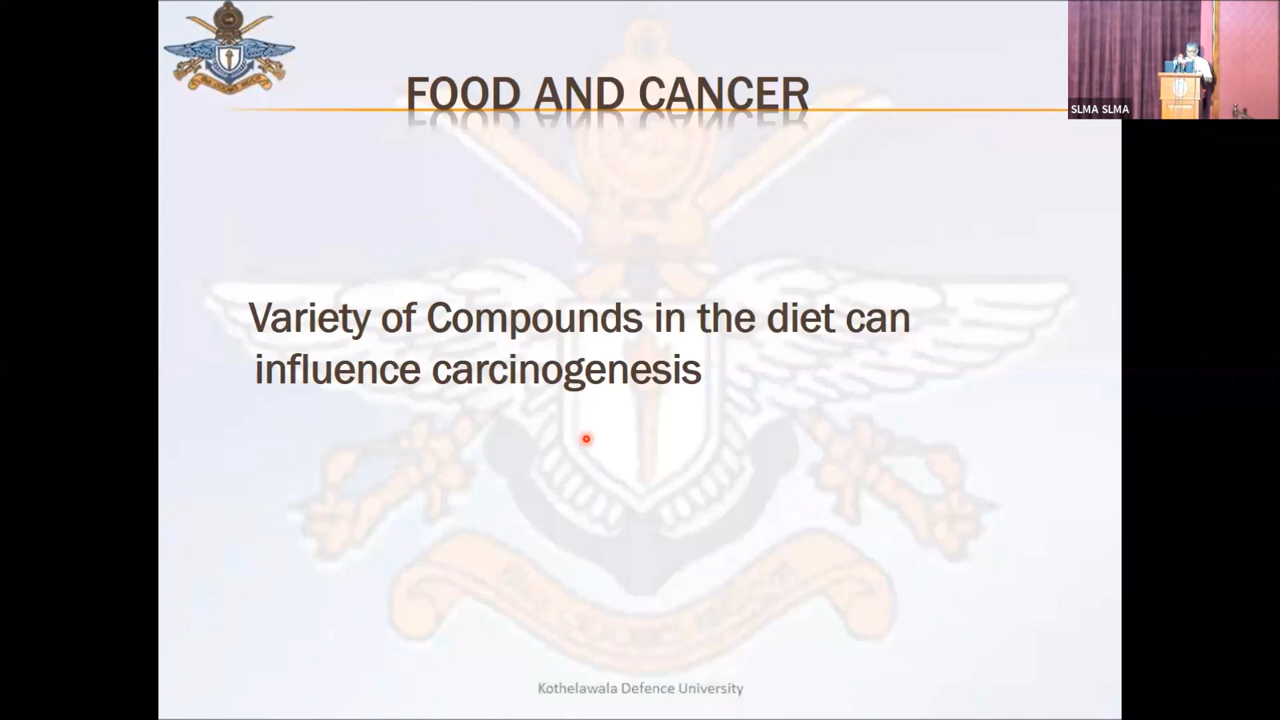 FOOD AND CANCER
SLMA SLMA
Variety of Compounds in the diet can
influence carcinogenesis
Kothelawala Defence University